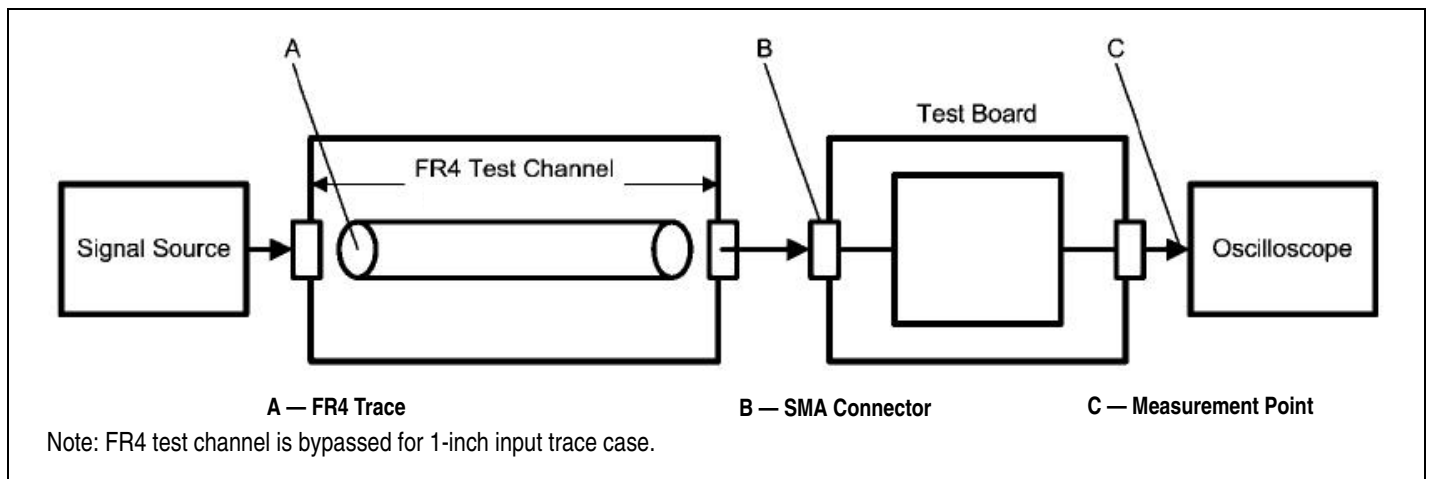 A
B
C
Test Board
FR4 Test Channel
Signal Source
Oscilloscope
A — FR4 Trace
B — SMA Connector
C — Measurement Point
Note: FR4 test channel is bypassed for 1-inch input trace case.